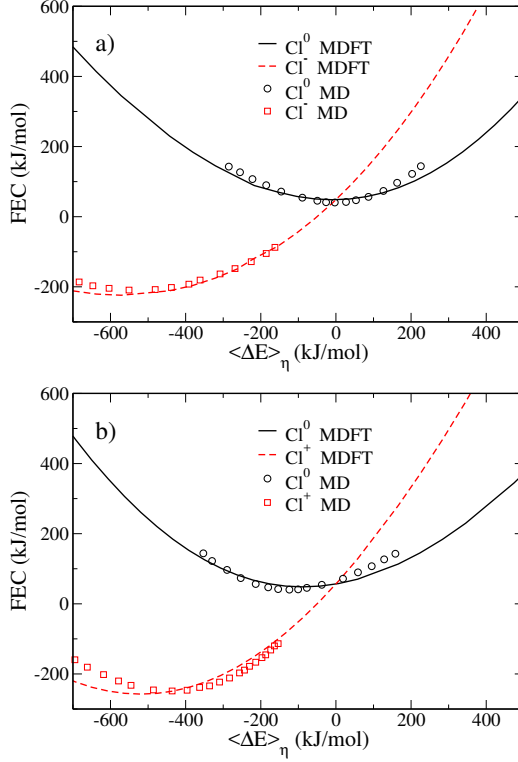 600
a)
Cl⁰ MDFT
Cl⁻ MDFT
400
Cl⁰ MD
Cl⁻ MD
200
FEC (kJ/mol)
0
-200
-600 -400 -200 0 200 400
<ΔE>η (kJ/mol)
600
b)
Cl⁰ MDFT
Cl⁺ MDFT
400
Cl⁰ MD
Cl⁺ MD
200
FEC (kJ/mol)
0
-200
-600 -400 -200 0 200 400
<ΔE>η (kJ/mol)